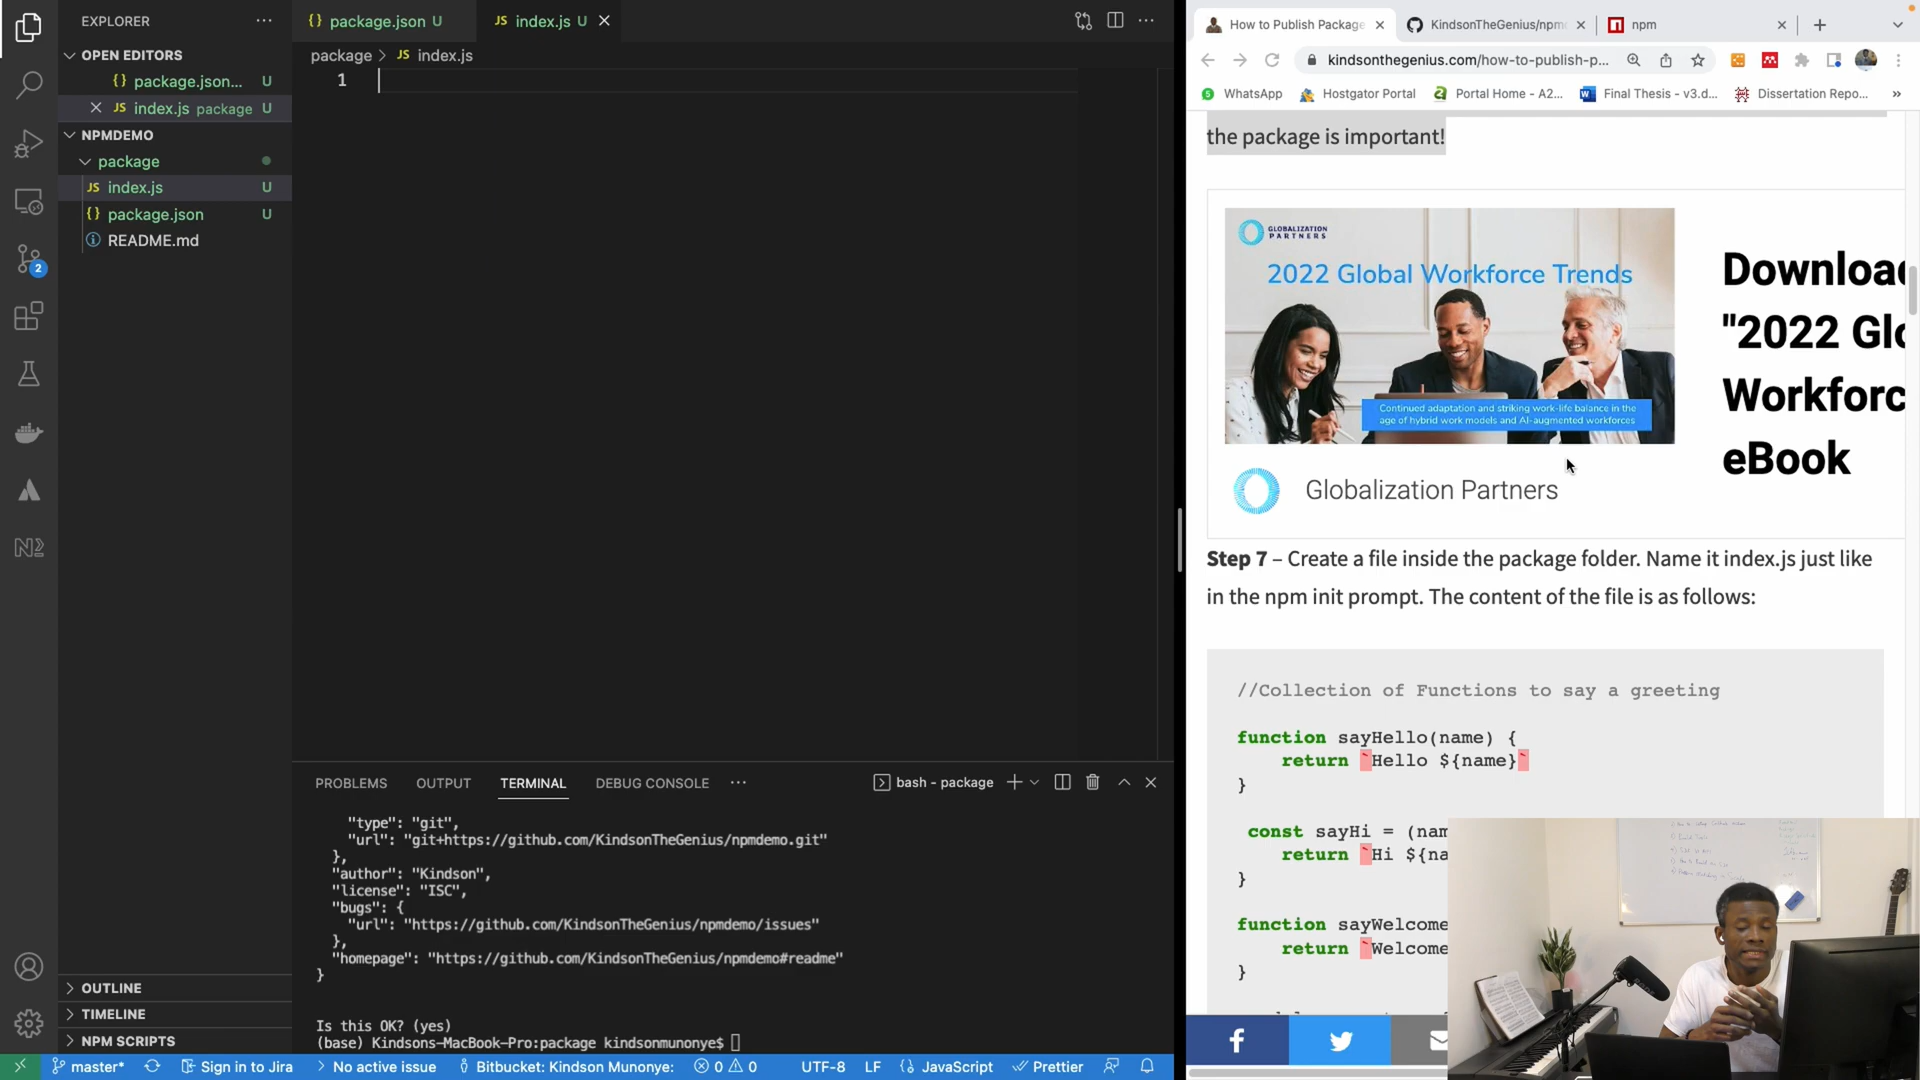 EXPLORER
OPEN EDITORS
package.json... U
index.js package U
NPMDEMO
package
JS index.js U
{} package.json U
README.md
OUTLINE
TIMELINE
NPM SCRIPTS
2
{} package.json U
JS index.js U
package > JS index.js
1
PROBLEMS OUTPUT TERMINAL DEBUG CONSOLE
bash - package
"type": "git",
"url": "git+https://github.com/KindsonTheGenius/npmdemo.git"
},
"author": "Kindson",
"license": "ISC",
"bugs": {
"url": "https://github.com/KindsonTheGenius/npmdemo/issues"
},
"homepage": "https://github.com/KindsonTheGenius/npmdemo#readme"
}
Is this OK? (yes)
(base) Kindsons-MacBook-Pro:package kindsonmunonye$
master* Sign in to Jira No active issue Bitbucket: Kindson Munonye: 0 0 UTF-8 LF JavaScript Prettier
How to Publish Package
KindsonTheGenius/npm
npm
kindsonthegenius.com/how-to-publish-p...
WhatsApp Hostgator Portal Portal Home - A2... Final Thesis - v3.d... Dissertation Repo...
the package is important!
GLOBALIZATION
PARTNERS
2022 Global Workforce Trends
Continued adaptation and striking work-life balance in the
age of hybrid work models and AI-augmented workforces
Globalization Partners
Download
"2022 Glo
Workforc
eBook
Step 7 – Create a file inside the package folder. Name it index.js just like
in the npm init prompt. The content of the file is as follows:
//Collection of Functions to say a greeting
function sayHello(name) {
return `Hello ${name}`
}
const sayHi = (nam
return `Hi ${na
}
function sayWelcome
return `Welcome
}